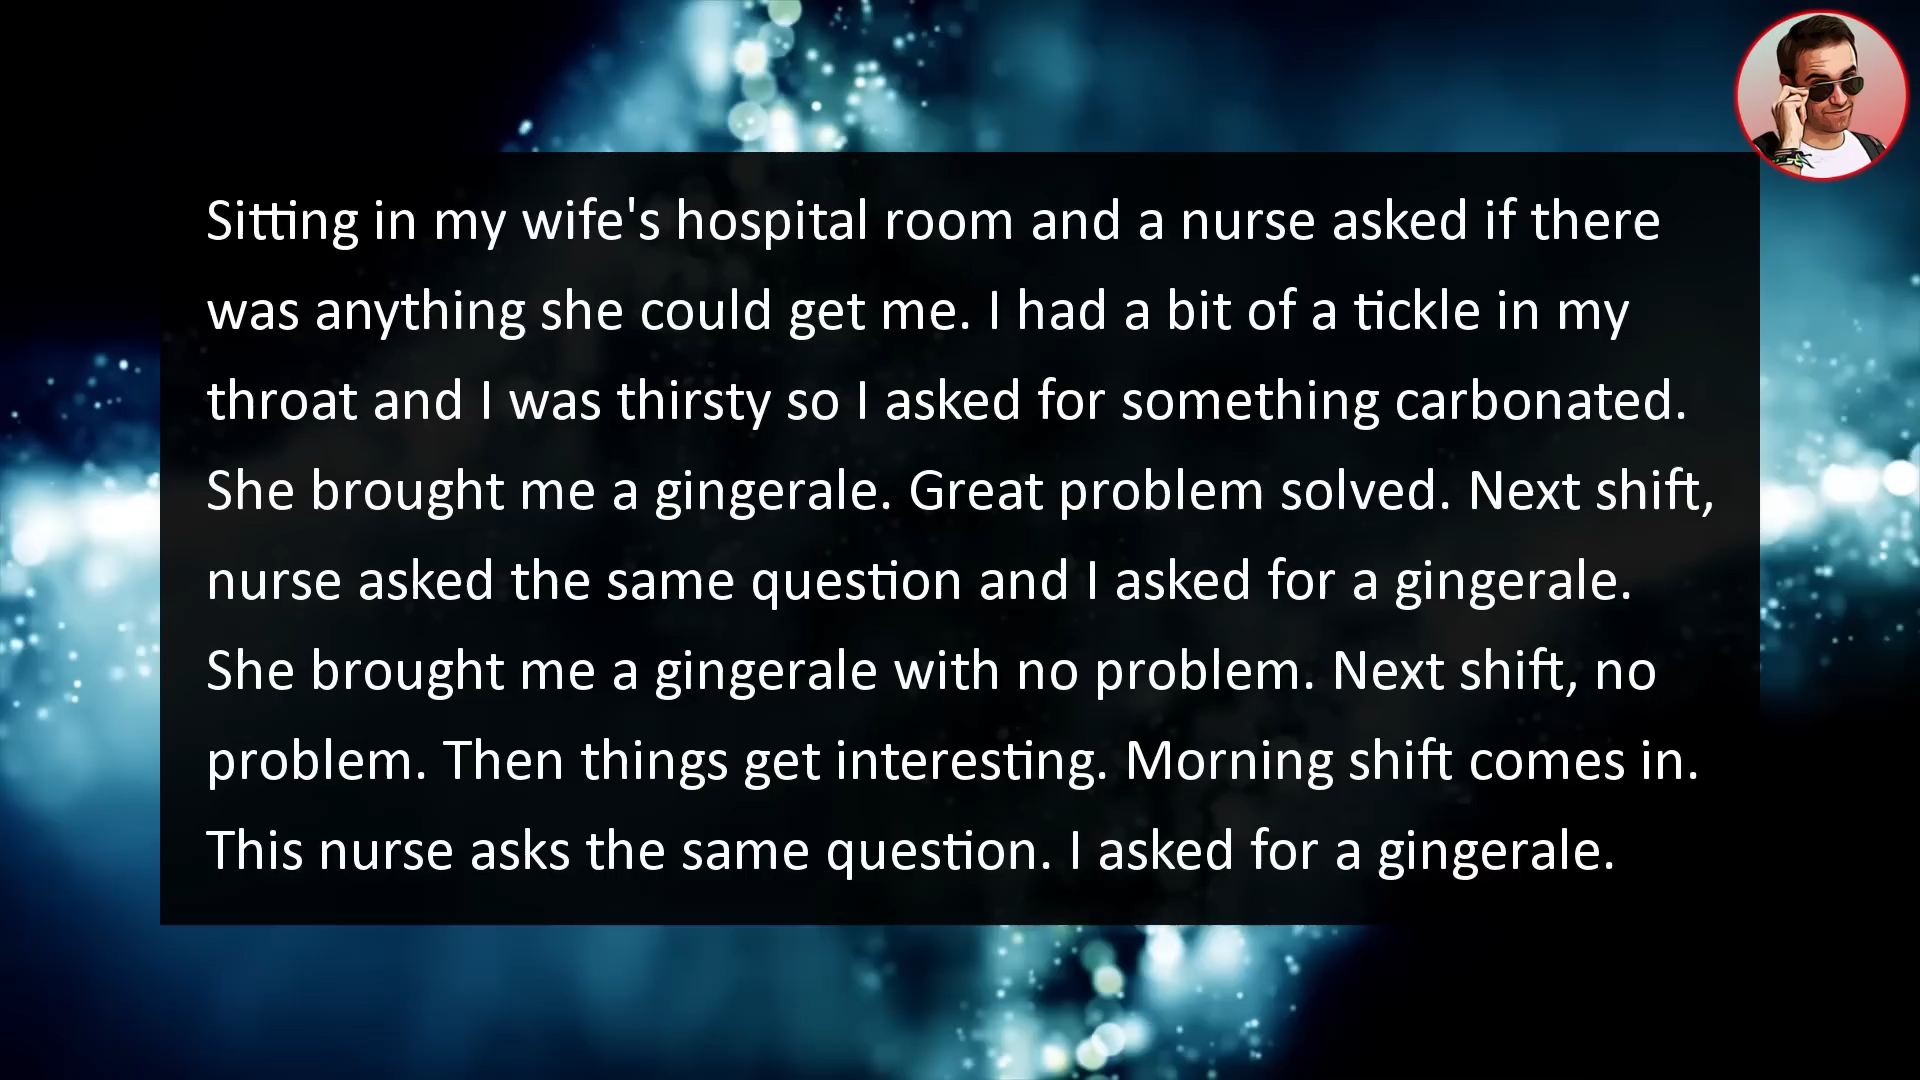 Sitting in my wife's hospital room and a nurse asked if there
was anything she could get me. I had a bit of a tickle in my
throat and I was thirsty so I asked for something carbonated.
She brought me a gingerale. Great problem solved. Next shift,
nurse asked the same question and I asked for a gingerale.
She brought me a gingerale with no problem. Next shift, no
problem. Then things get interesting. Morning shift comes in.
This nurse asks the same question. I asked for a gingerale.